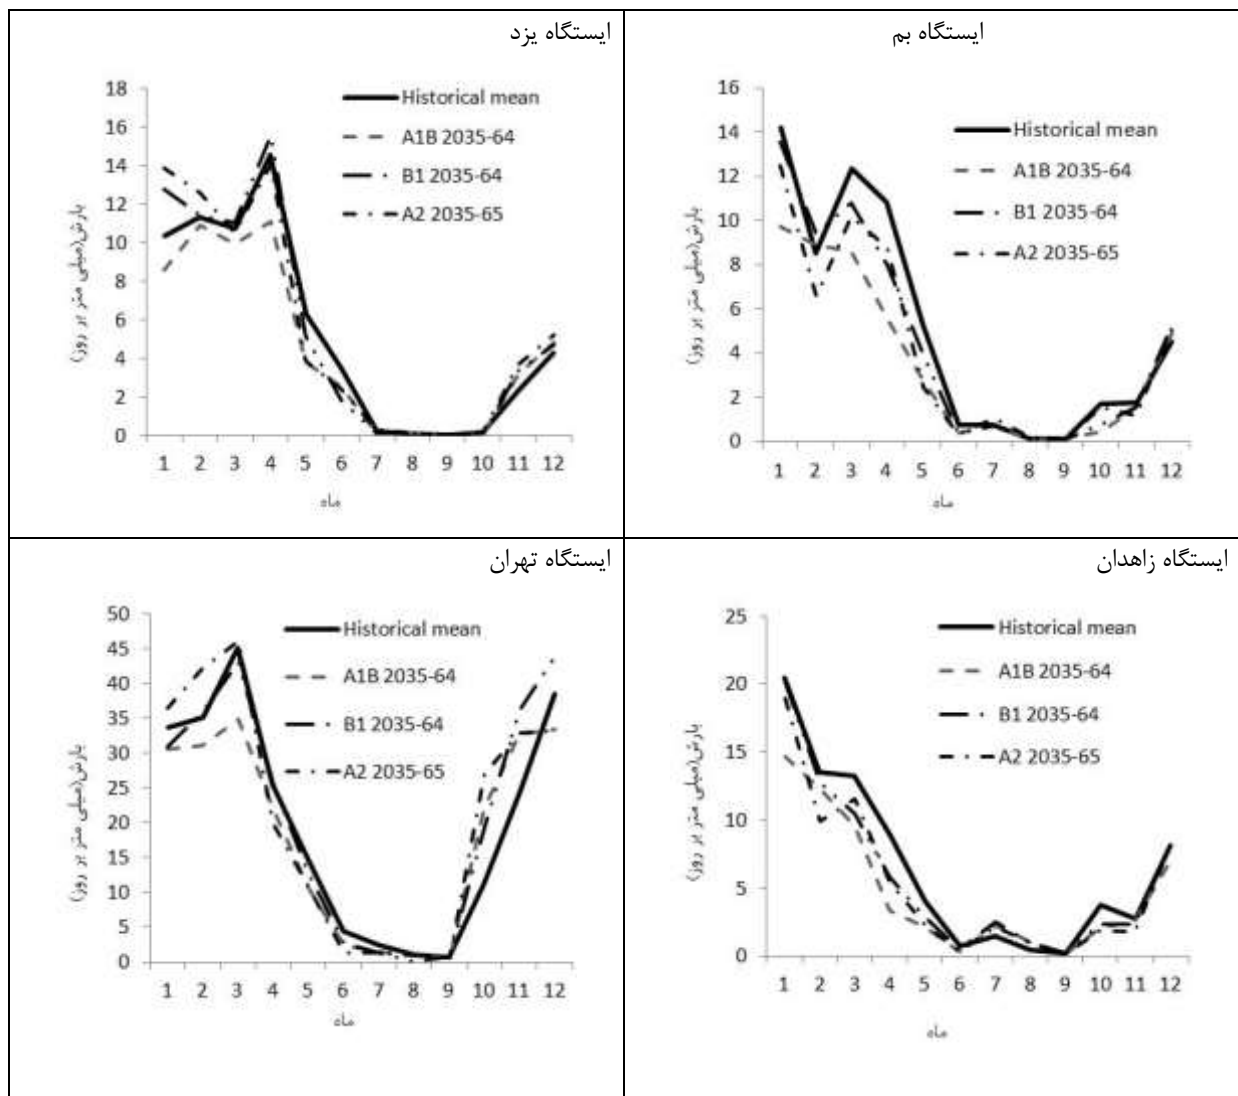 ایستگاه یزد
18
16
14
12
10
8
6
4
2
0
بارش(میلی متر بر روز)
Historical mean
A1B 2035-64
B1 2035-64
A2 2035-65
1 2 3 4 5 6 7 8 9 10 11 12
ماه
ایستگاه بم
16
14
12
10
8
6
4
2
0
بارش(میلی متر بر روز)
Historical mean
A1B 2035-64
B1 2035-64
A2 2035-65
1 2 3 4 5 6 7 8 9 10 11 12
ماه
ایستگاه تهران
50
45
40
35
30
25
20
15
10
5
0
بارش(میلی متر بر روز)
Historical mean
A1B 2035-64
B1 2035-64
A2 2035-65
1 2 3 4 5 6 7 8 9 10 11 12
ماه
ایستگاه زاهدان
25
20
15
10
5
0
بارش(میلی متر بر روز)
Historical mean
A1B 2035-64
B1 2035-64
A2 2035-65
1 2 3 4 5 6 7 8 9 10 11 12
ماه